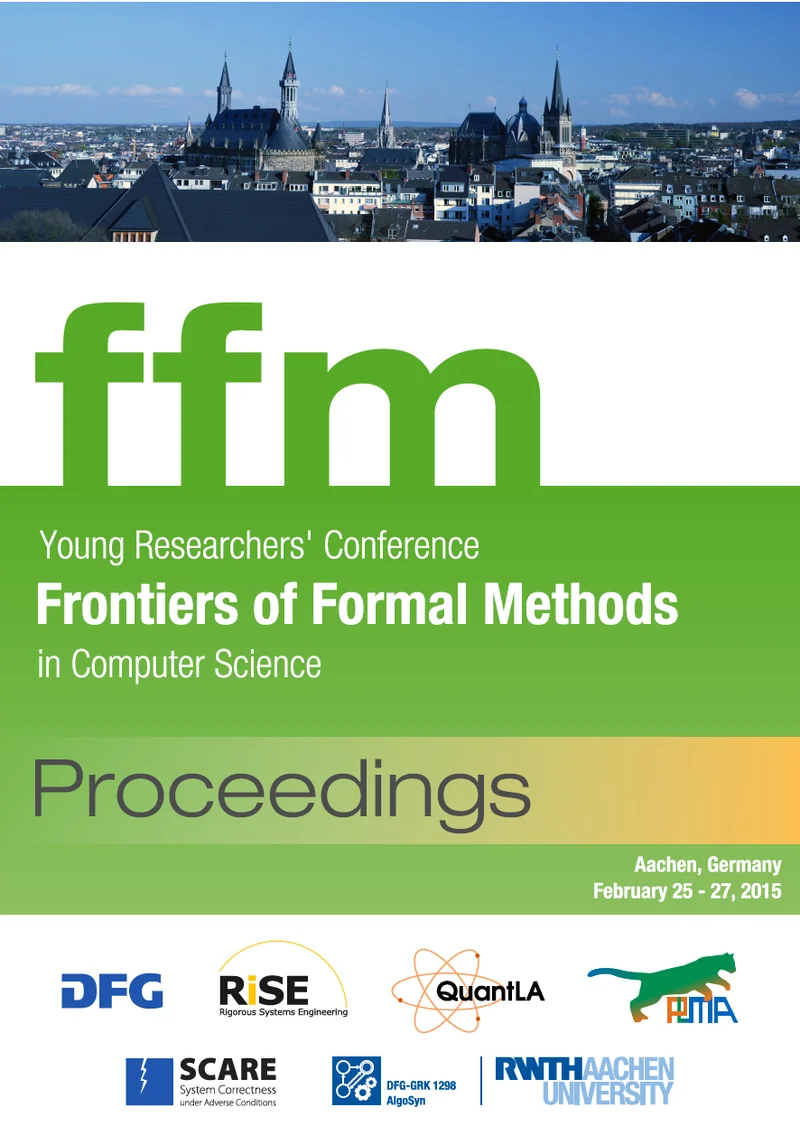 ffm
Young Researchers' Conference
Frontiers of Formal Methods
in Computer Science
Proceedings
Aachen, Germany
February 25 - 27, 2015
DFG
RiSE
Rigorous Systems Engineering
QuantLA
PUMA
SCARE
System Correctness
under Adverse Conditions
DFG-GRK 1298
AlgoSyn
RWTHAACHEN
UNIVERSITY